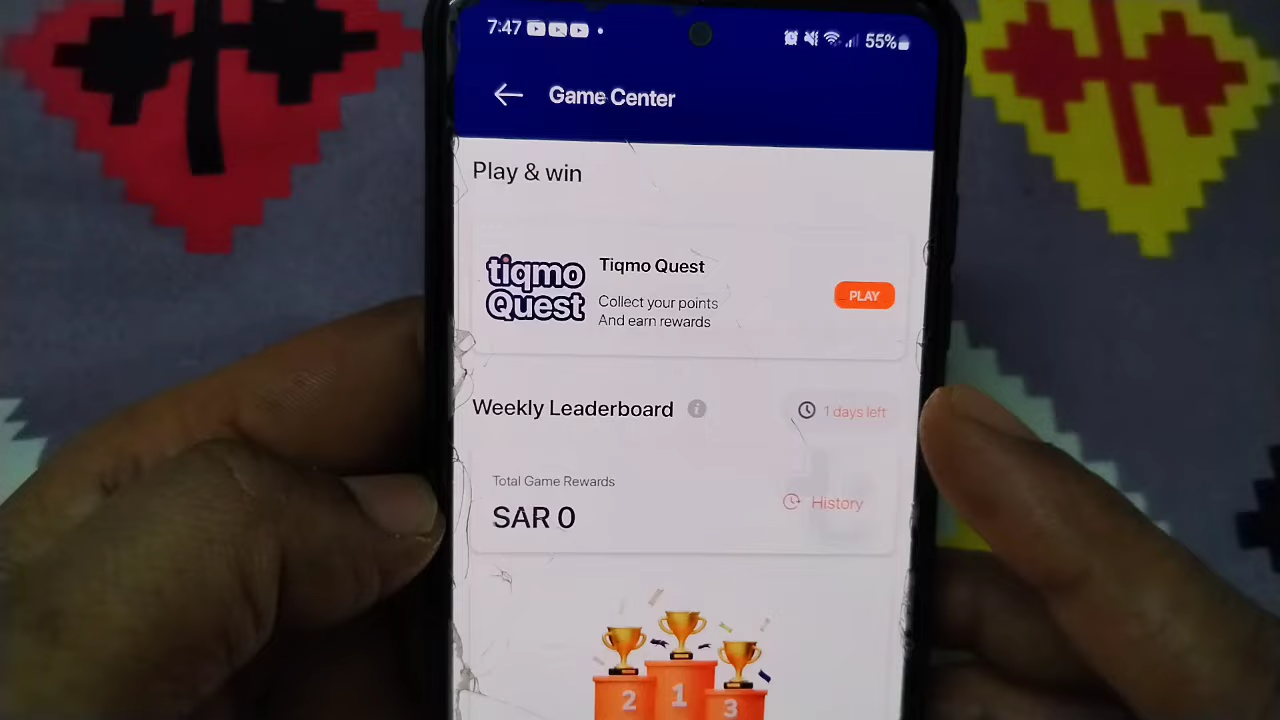 7:47
55%
Game Center
Play & win
tiqmo
Quest
Tiqmo Quest
Collect your points
And earn rewards
PLAY
Weekly Leaderboard
1 days left
Total Game Rewards
SAR 0
History
2
1
3